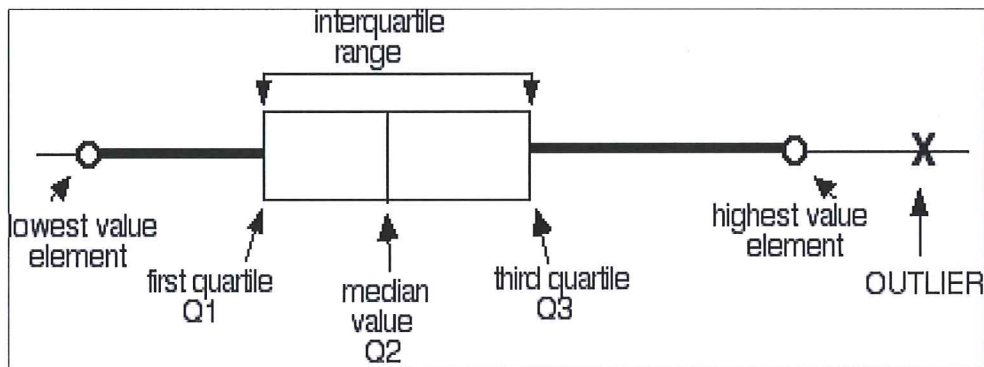 interquartile
range
lowest value
element
first quartile
Q1
median
value
Q2
third quartile
Q3
highest value
element
X
OUTLIER